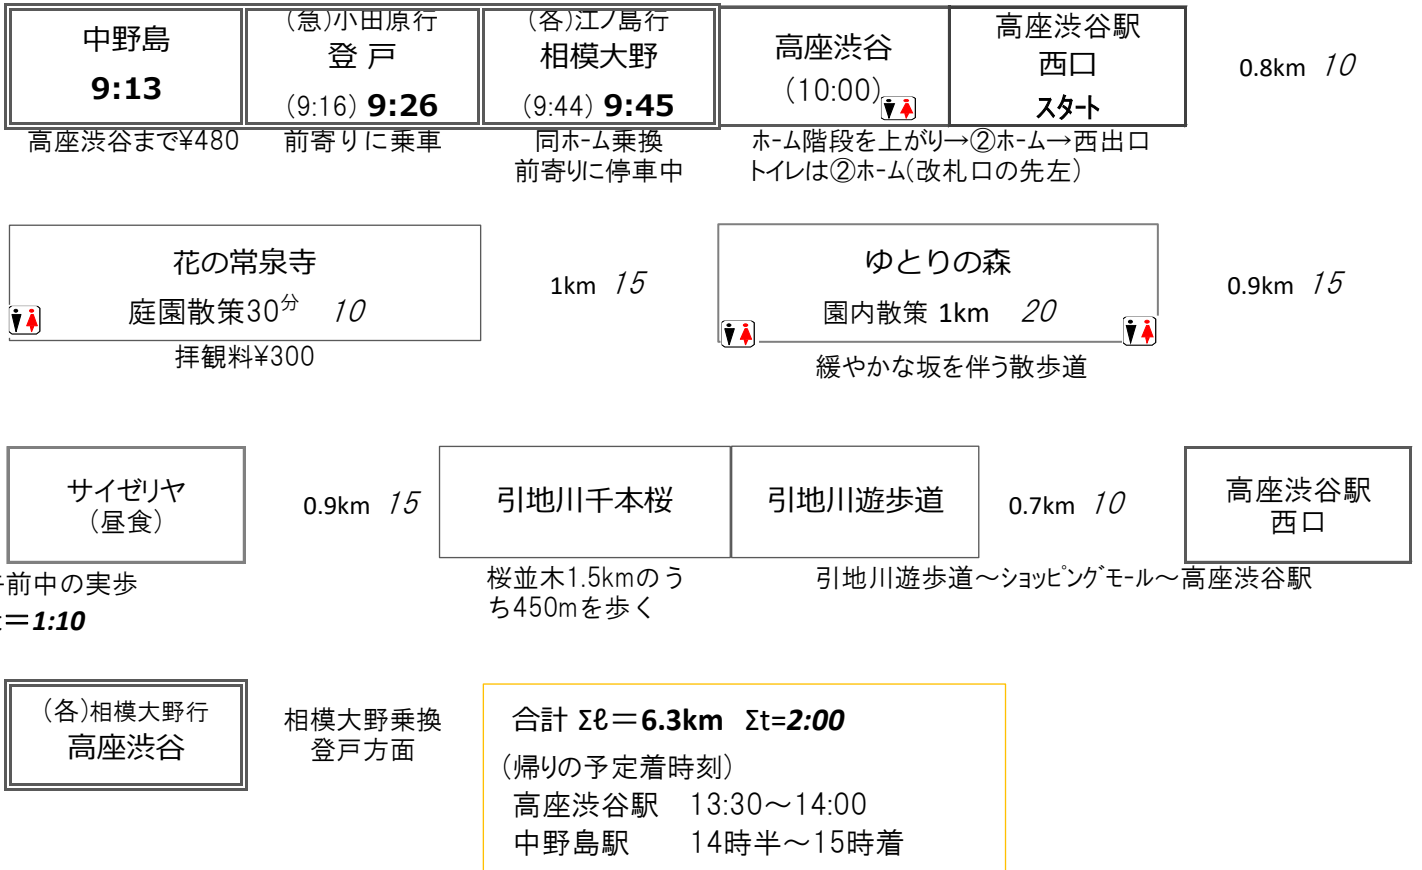 中野島
9:13
高座渋谷まで¥480
(急)小田原行
登 戸
(9:16) 9:26
前寄りに乗車
(各)江ノ島行
相模大野
(9:44) 9:45
同ホーム乗換
前寄りに停車中
高座渋谷
(10:00)
高座渋谷駅
西口
スタート
ホーム階段を上がり→②ホーム→西出口
トイレは②ホーム(改札口の先左)
0.8km 10
花の常泉寺
庭園散策30分 10
拝観料¥300
1km 15
ゆとりの森
園内散策 1km 20
緩やかな坂を伴う散歩道
0.9km 15
サイゼリヤ
(昼食)
前中の実歩
=1:10
0.9km 15
引地川千本桜
桜並木1.5kmのう
ち450mを歩く
引地川遊歩道
0.7km 10
引地川遊歩道～ショッピングモール～高座渋谷駅
高座渋谷駅
西口
(各)相模大野行
高座渋谷
相模大野乗換
登戸方面
合計 Σℓ=6.3km Σt=2:00
(帰りの予定着時刻)
高座渋谷駅 13:30～14:00
中野島駅 14時半～15時着